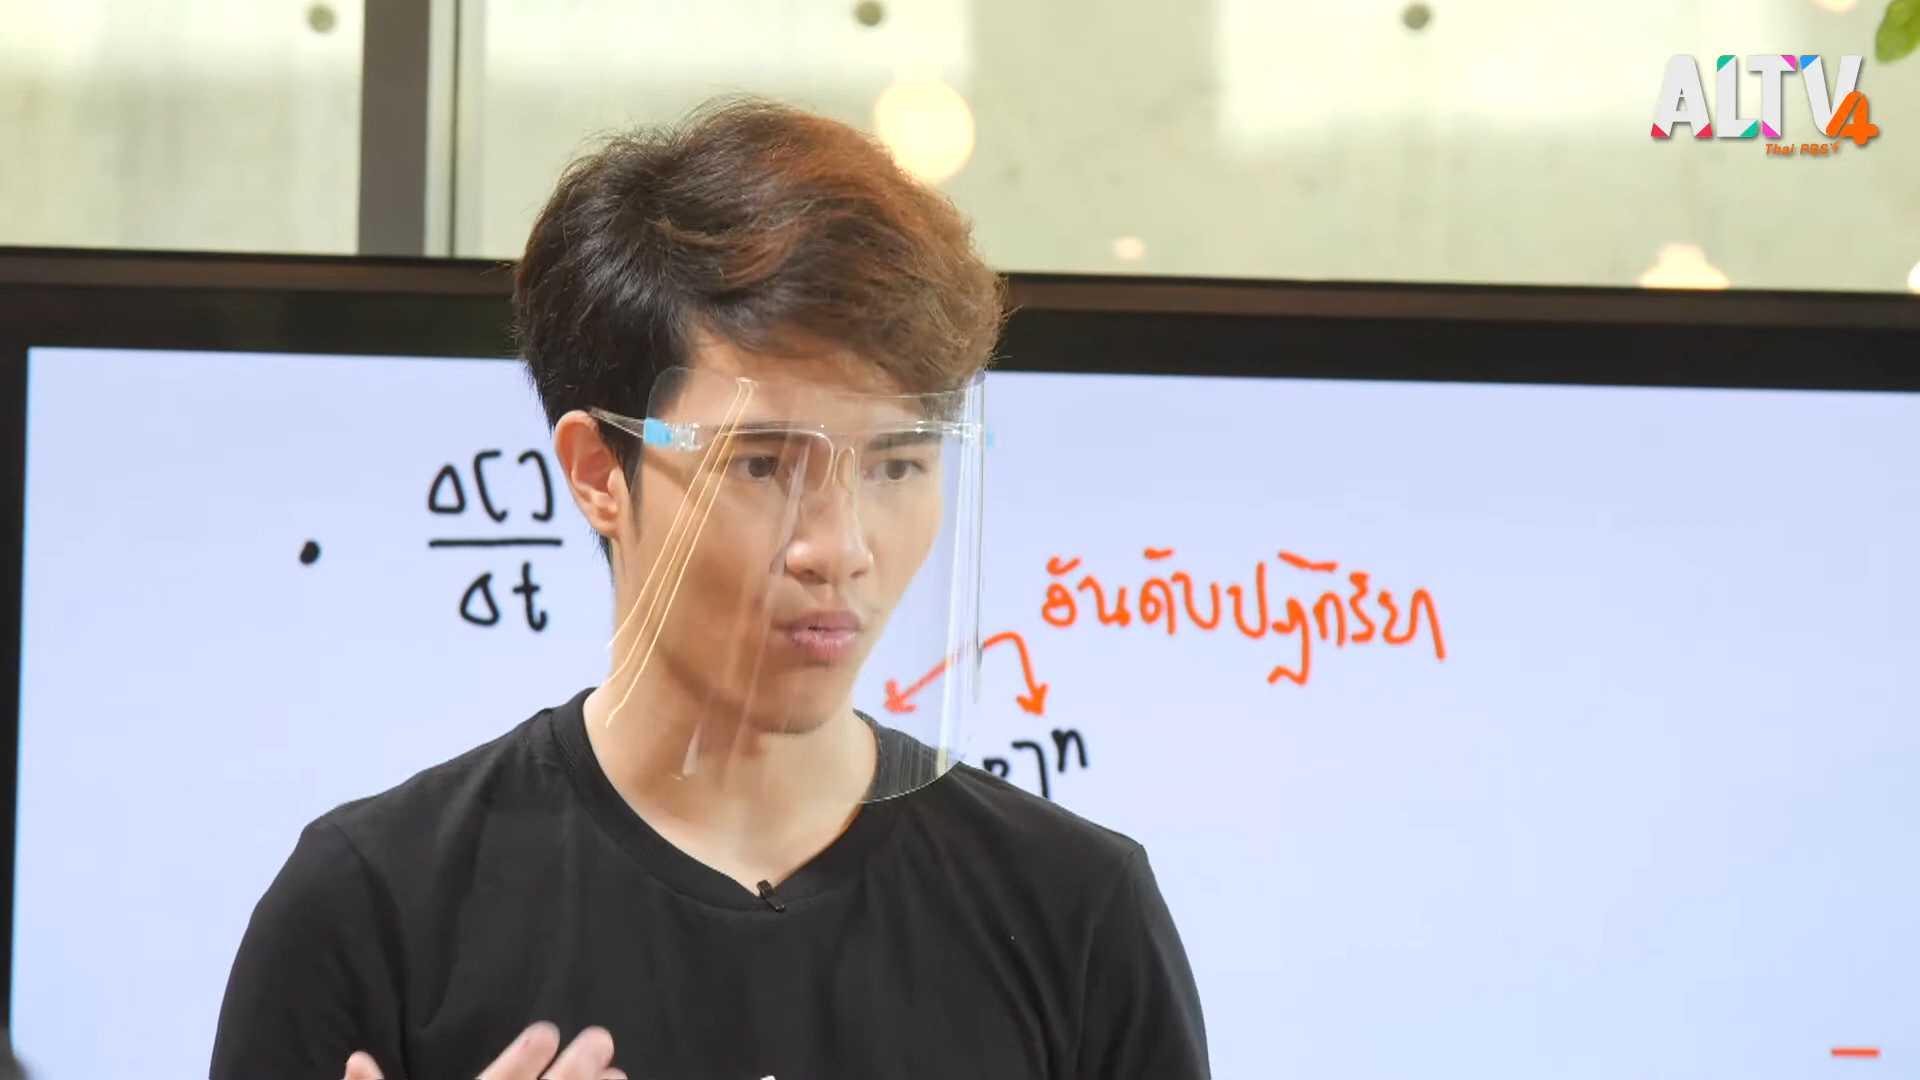 ALTV4
Thai PBS
Δ[ ]
Δt
อันดับปฏิกิริยา
]ⁿ